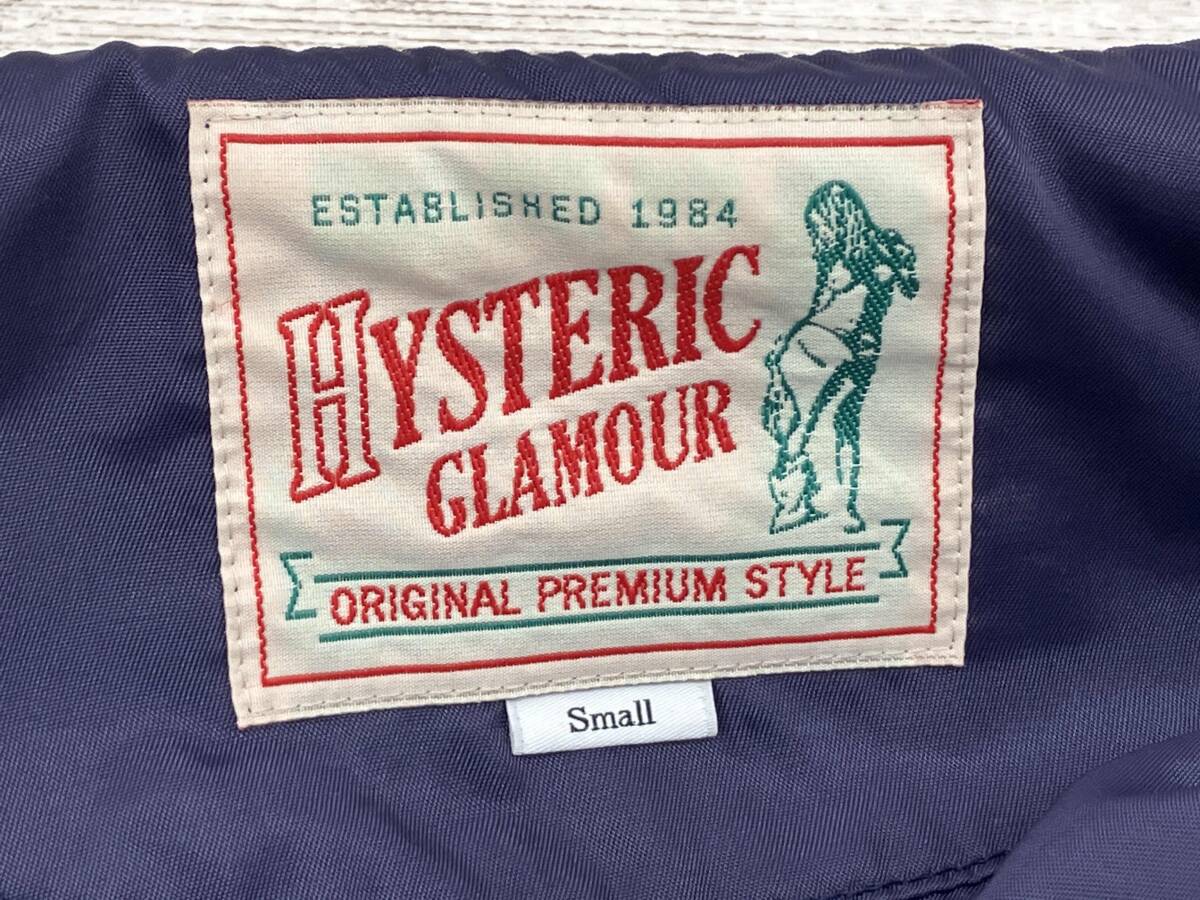 ESTABLISHED 1984
HYSTERIC
GLAMOUR
ORIGINAL PREMIUM STYLE
Small